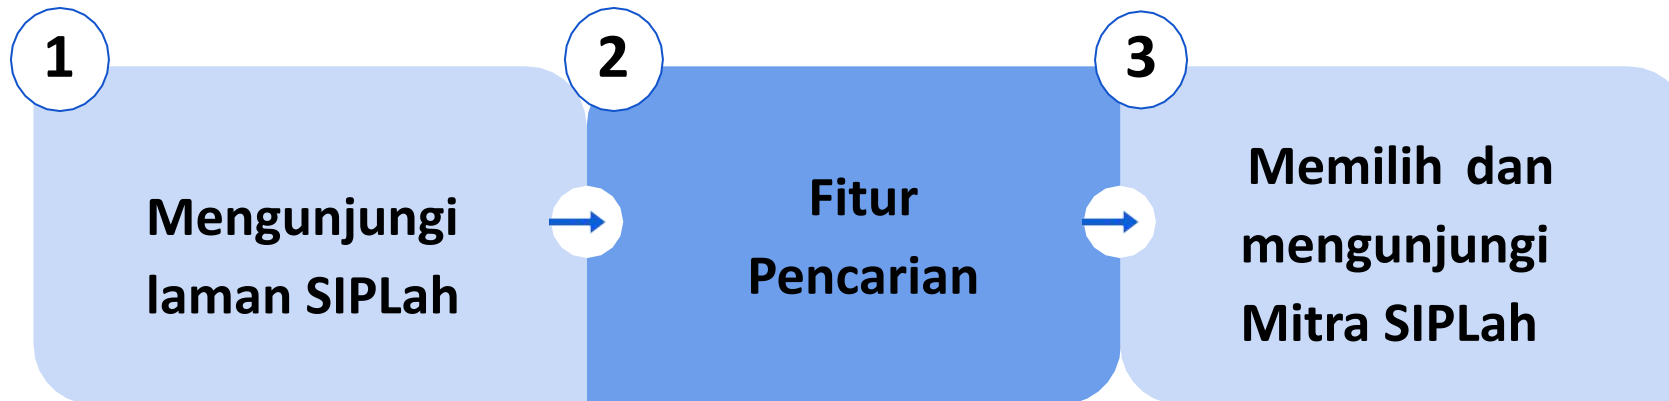 1
Mengunjungi
laman SIPLah
2
Fitur
Pencarian
3
Memilih dan
mengunjungi
Mitra SIPLah